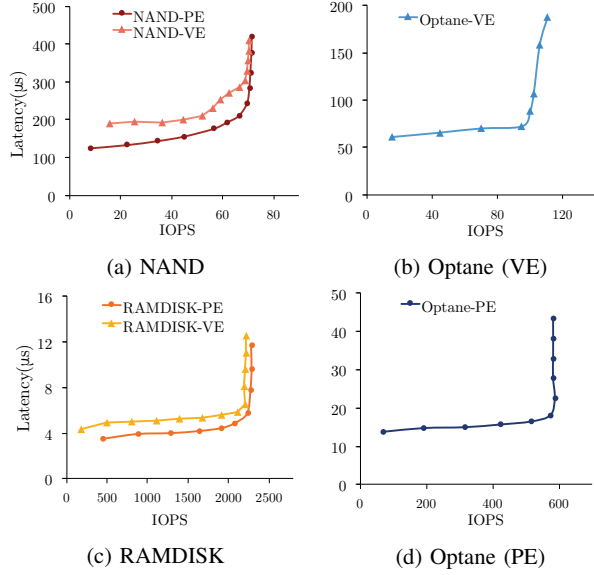 500
400
300
200
100
0
Latency(μs)
NAND-PE
NAND-VE
0 20 40 60 80
IOPS
(a) NAND
200
150
100
50
0
Optane-VE
0 40 80 120
IOPS
(b) Optane (VE)
16
12
8
4
0
Latency(μs)
RAMDISK-PE
RAMDISK-VE
0 500 1000 1500 2000 2500
IOPS
(c) RAMDISK
50
40
30
20
10
0
Optane-PE
0 200 400 600
IOPS
(d) Optane (PE)